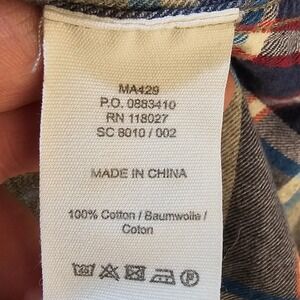 MA429
P.O. 0883410
RN 118027
SC 8010 / 002
MADE IN CHINA
100% Cotton / Baumwolle /
Coton